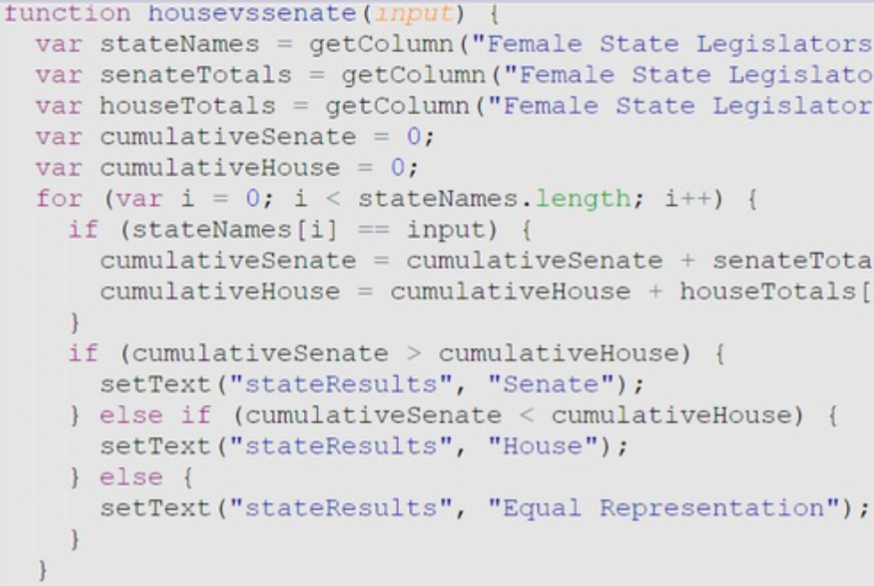 function housevssenate(input) {
  var stateNames = getColumn("Female State Legislators
  var senateTotals = getColumn("Female State Legislato
  var houseTotals = getColumn("Female State Legislator
  var cumulativeSenate = 0;
  var cumulativeHouse = 0;
  for (var i = 0; i < stateNames.length; i++) {
    if (stateNames[i] == input) {
      cumulativeSenate = cumulativeSenate + senateTota
      cumulativeHouse = cumulativeHouse + houseTotals[
    }
    if (cumulativeSenate > cumulativeHouse) {
      setText("stateResults", "Senate");
    } else if (cumulativeSenate < cumulativeHouse) {
      setText("stateResults", "House");
    } else {
      setText("stateResults", "Equal Representation");
    }
  }